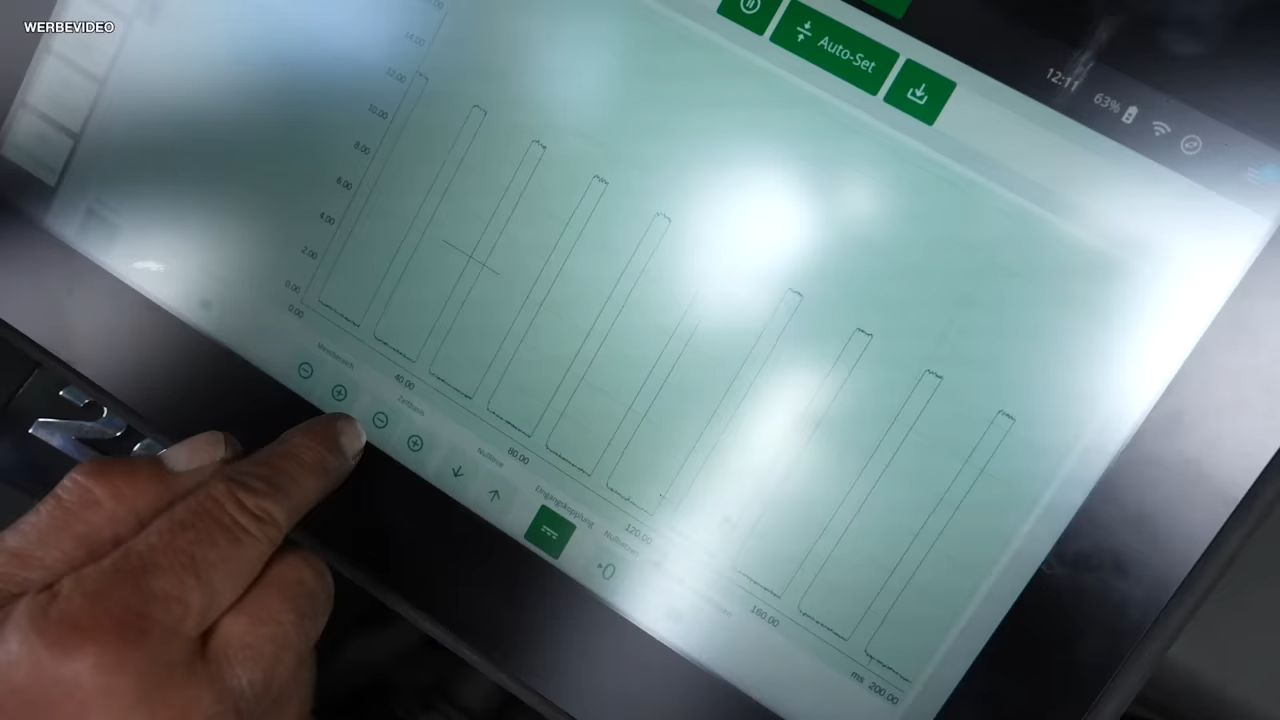 WERBEVIDEO
Auto-Set
12:11
63%
14.00
12.00
10.00
8.00
6.00
4.00
2.00
0.00
0.00
40.00
80.00
120.00
160.00
ms 200.00
Messbereich
Zeitbasis
Nulllinie
Eingangskopplung
Nullsetzen
0